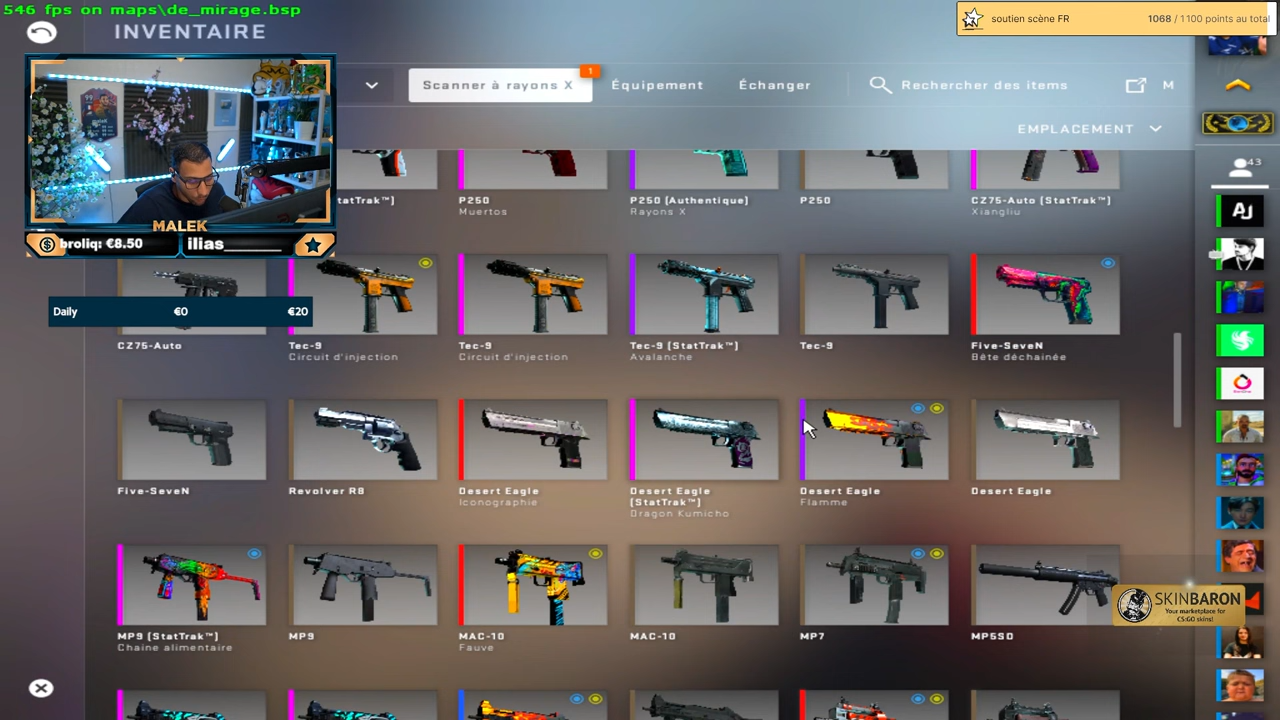 546 fps on maps\de_mirage.bsp
INVENTAIRE
soutien scène FR
1068 / 1100 points au total
Scanner à rayons X
1
Équipement
Échanger
Rechercher des items
M
EMPLACEMENT
43
MALEK
broliq: €8.50
ilias
Daily
€0
€20
tatTrak™]
P250
Muertos
P250 (Authentique)
Rayons X
P250
CZ75-Auto (StatTrak™)
Xiangliu
CZ75-Auto
Tec-9
Circuit d'injection
Tec-9
Circuit d'injection
Tec-9 (StatTrak™)
Avalanche
Tec-9
Five-SeveN
Bête déchaînée
Five-SeveN
Revolver R8
Desert Eagle
Iconographie
Desert Eagle
(StatTrak™)
Dragon Kumicho
Desert Eagle
Flamme
Desert Eagle
MP9 (StatTrak™)
Chaîne alimentaire
MP9
MAC-10
Fauve
MAC-10
MP7
MP5SD
SKINBARON
Your marketplace for
CS:GO skins!
AJ